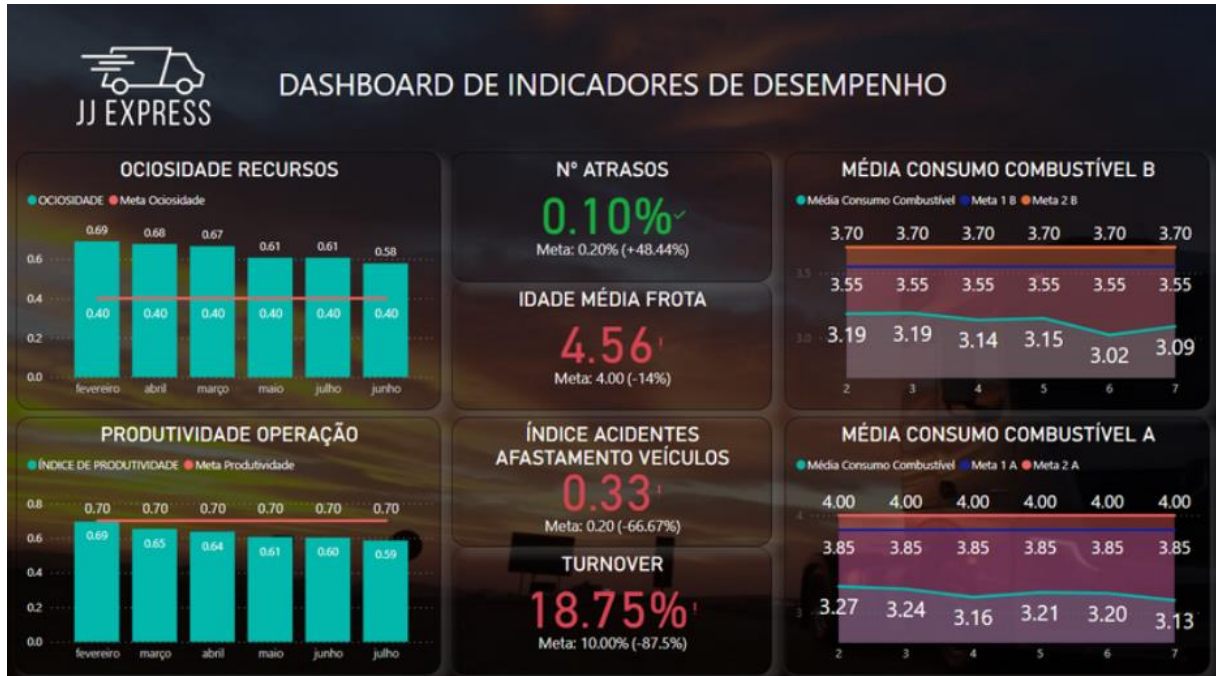 JJ EXPRESS
DASHBOARD DE INDICADORES DE DESEMPENHO
OCIOSIDADE RECURSOS
OCIOSIDADE Meta Ociosidade
0.69 0.68 0.67 0.61 0.61 0.58
0.6
0.4
0.40 0.40 0.40 0.40 0.40 0.40
0.2
0.0
fevereiro abril março maio julho junho
Nº ATRASOS
0.10%
Meta: 0.20% (+48.44%)
IDADE MÉDIA FROTA
4.56!
Meta: 4.00 (-14%)
MÉDIA CONSUMO COMBUSTÍVEL B
Média Consumo Combustível Meta 1 B Meta 2 B
3.70 3.70 3.70 3.70 3.70 3.70
3.5
3.55 3.55 3.55 3.55 3.55 3.55
3.0
3.19 3.19 3.14 3.15 3.02 3.09
2 3 4 5 6 7
PRODUTIVIDADE OPERAÇÃO
ÍNDICE DE PRODUTIVIDADE Meta Produtividade
0.8
0.70 0.70 0.70 0.70 0.70 0.70
0.6
0.69 0.65 0.64 0.61 0.60 0.59
0.4
0.2
0.0
fevereiro março abril maio junho julho
ÍNDICE ACIDENTES
AFASTAMENTO VEÍCULOS
0.33!
Meta: 0.20 (-66.67%)
TURNOVER
18.75%!
Meta: 10.00% (-87.5%)
MÉDIA CONSUMO COMBUSTÍVEL A
Média Consumo Combustível Meta 1 A Meta 2 A
4.00 4.00 4.00 4.00 4.00 4.00
4
3.85 3.85 3.85 3.85 3.85 3.85
3
3.27 3.24 3.16 3.21 3.20 3.13
2 3 4 5 6 7